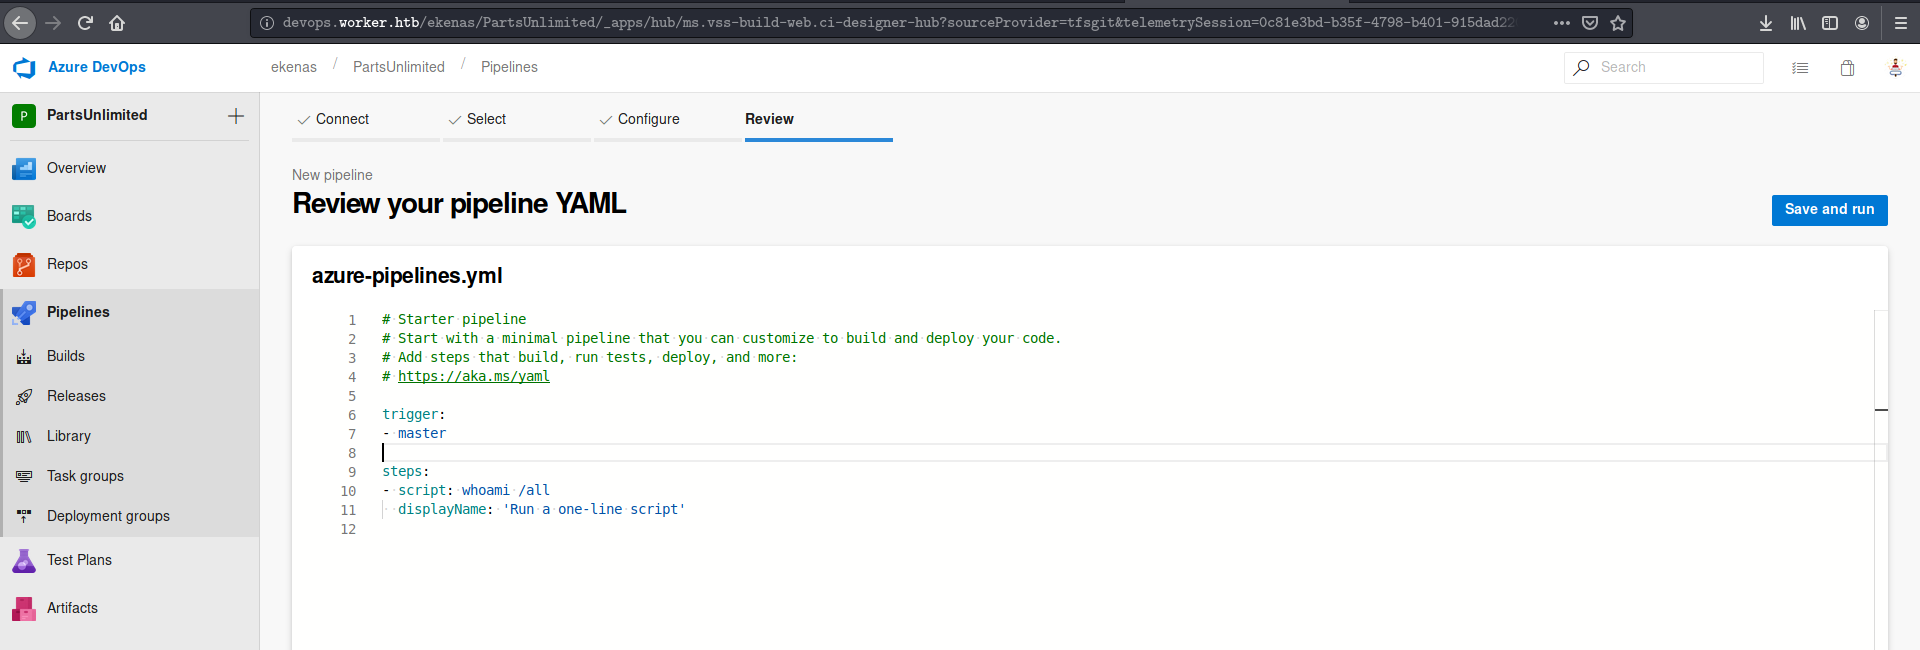 devops.worker.htb/ekenas/PartsUnlimited/_apps/hub/ms.vss-build-web.ci-designer-hub?sourceProvider=tfsgit&telemetrySession=0c81e3bd-b35f-4798-b401-915dad22
Azure DevOps
ekenas / PartsUnlimited / Pipelines
Search
P PartsUnlimited
Overview
Boards
Repos
Pipelines
Builds
Releases
Library
Task groups
Deployment groups
Test Plans
Artifacts
Connect Select Configure Review
New pipeline
Review your pipeline YAML
Save and run
azure-pipelines.yml
1 # Starter pipeline
2 # Start with a minimal pipeline that you can customize to build and deploy your code.
3 # Add steps that build, run tests, deploy, and more:
4 # https://aka.ms/yaml
5
6 trigger:
7 - master
8
9 steps:
10 - script: whoami /all
11   displayName: 'Run a one-line script'
12